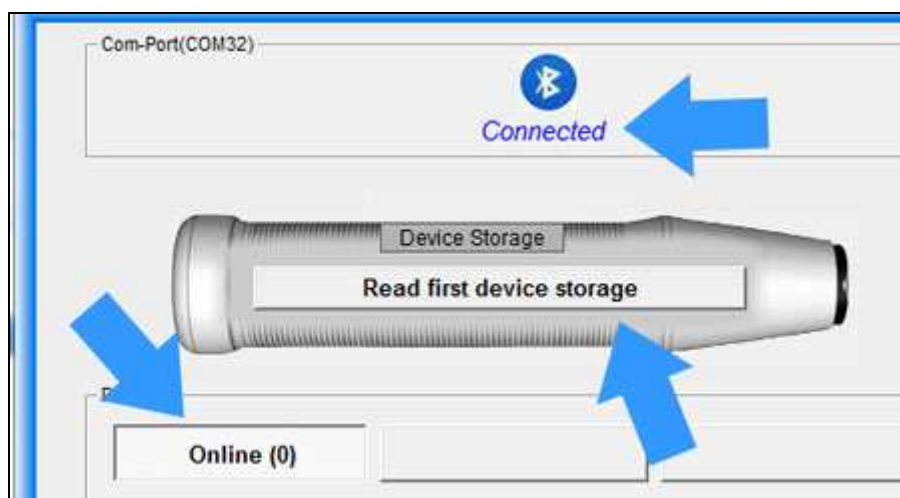 Com-Port(COM32)
Connected
Device Storage
Read first device storage
Online (0)